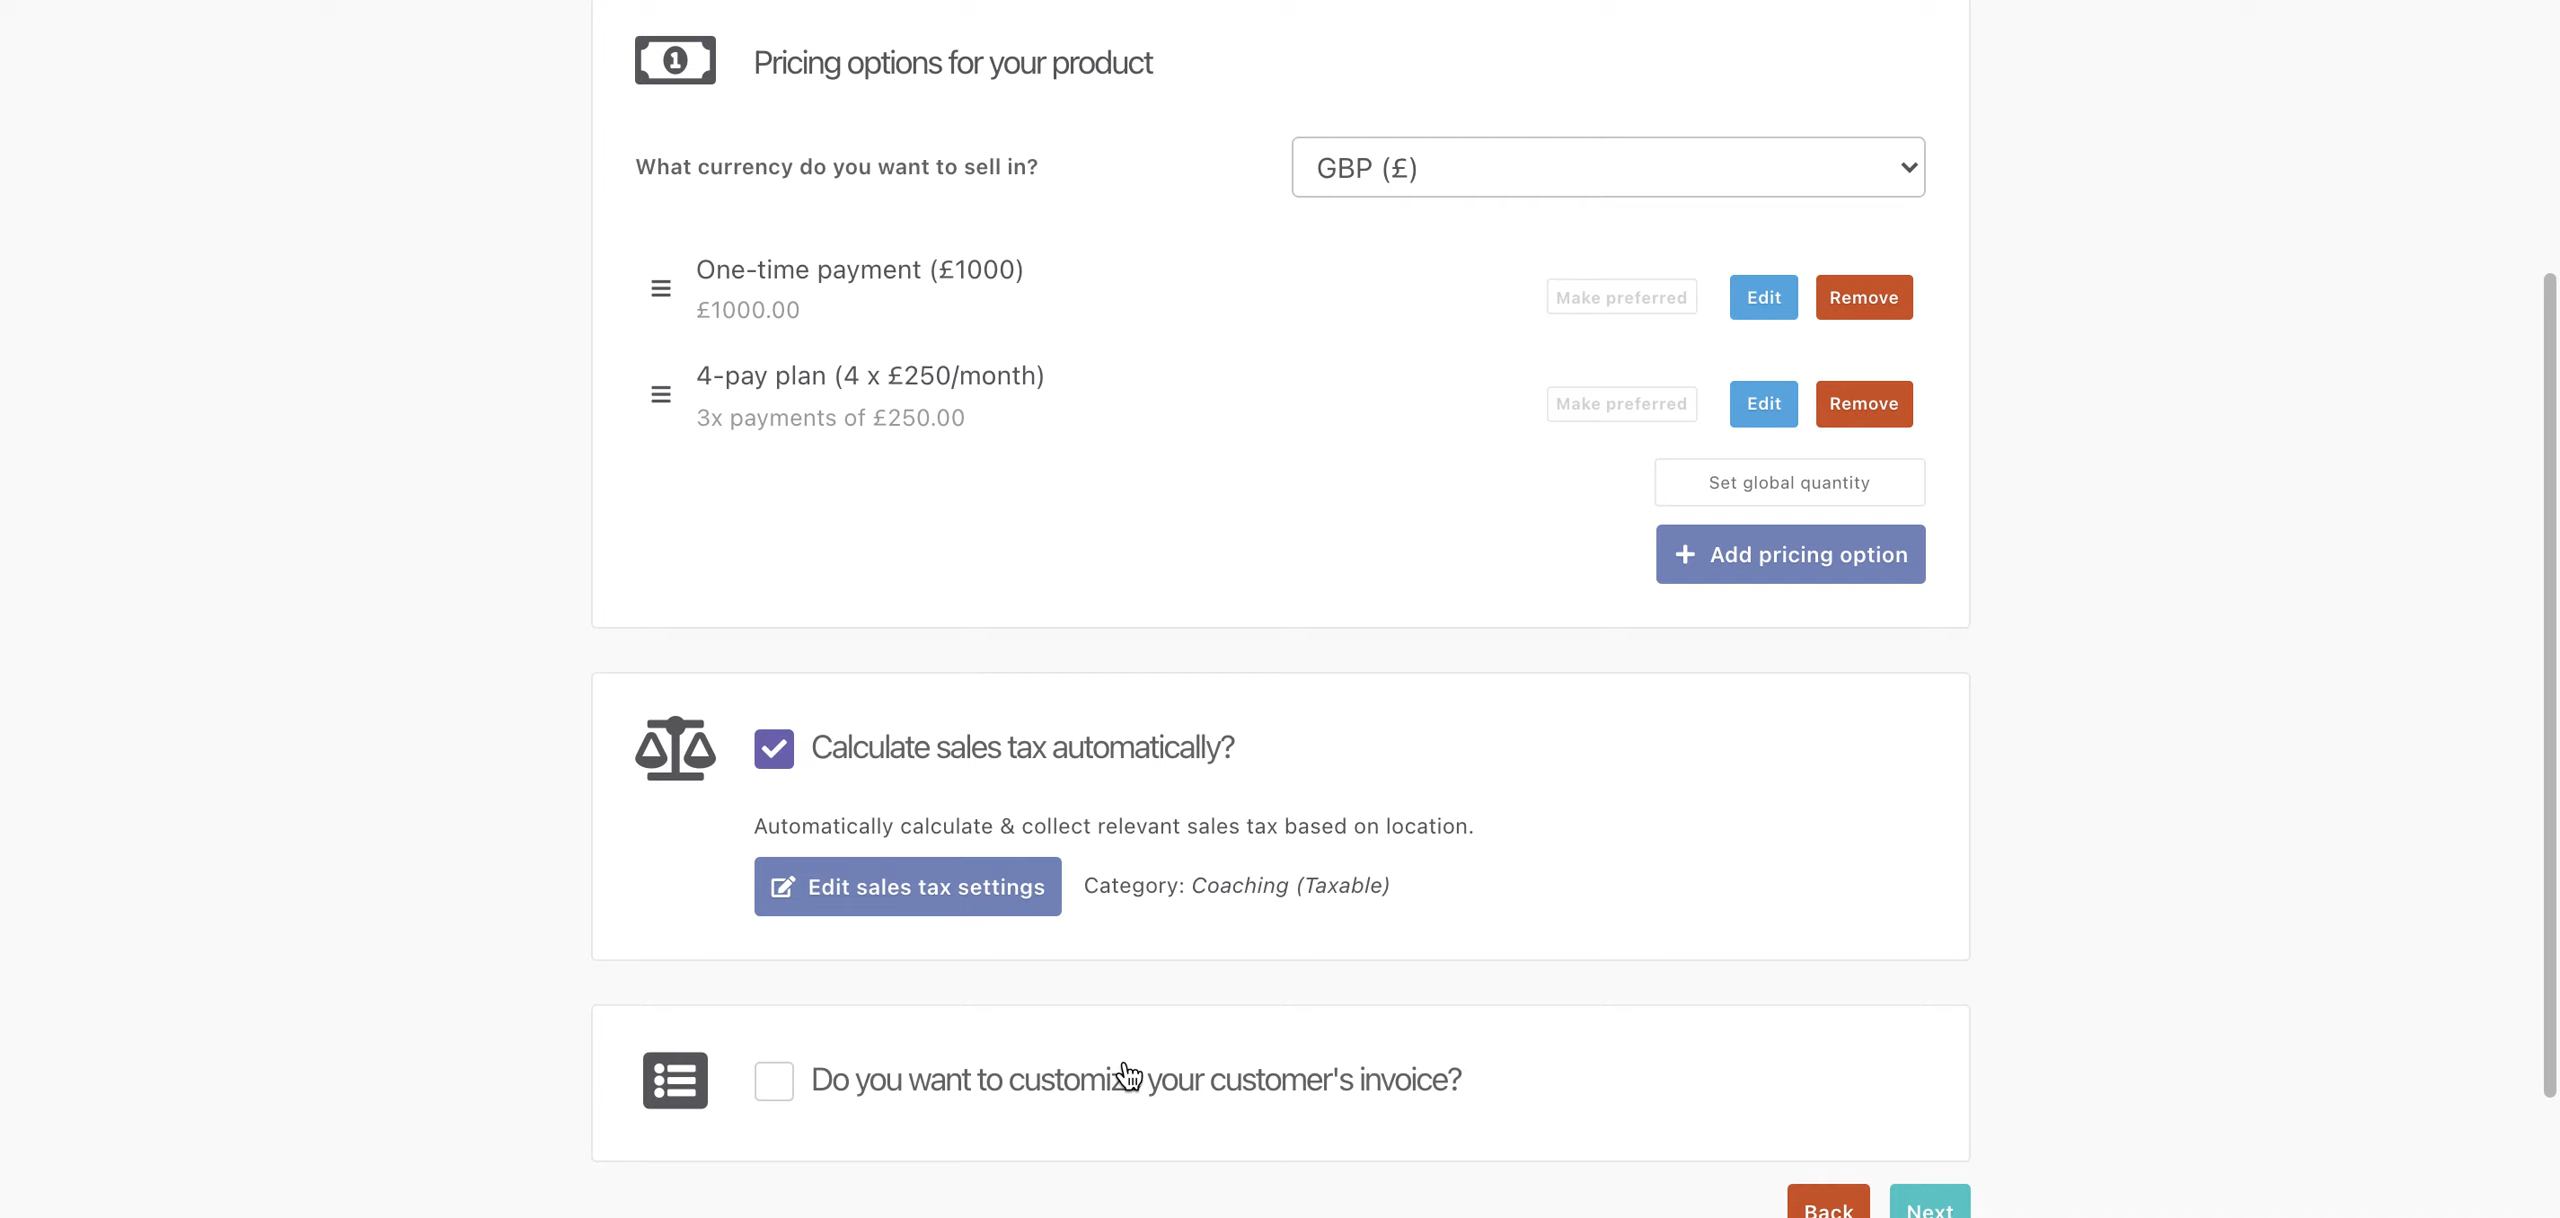 Pricing options for your product
What currency do you want to sell in?
GBP (£)
One-time payment (£1000)
£1000.00
Make preferred
Edit
Remove
4-pay plan (4 x £250/month)
3x payments of £250.00
Make preferred
Edit
Remove
Set global quantity
+ Add pricing option
Calculate sales tax automatically?
Automatically calculate & collect relevant sales tax based on location.
Edit sales tax settings
Category: Coaching (Taxable)
Do you want to customize your customer's invoice?
Back
Next